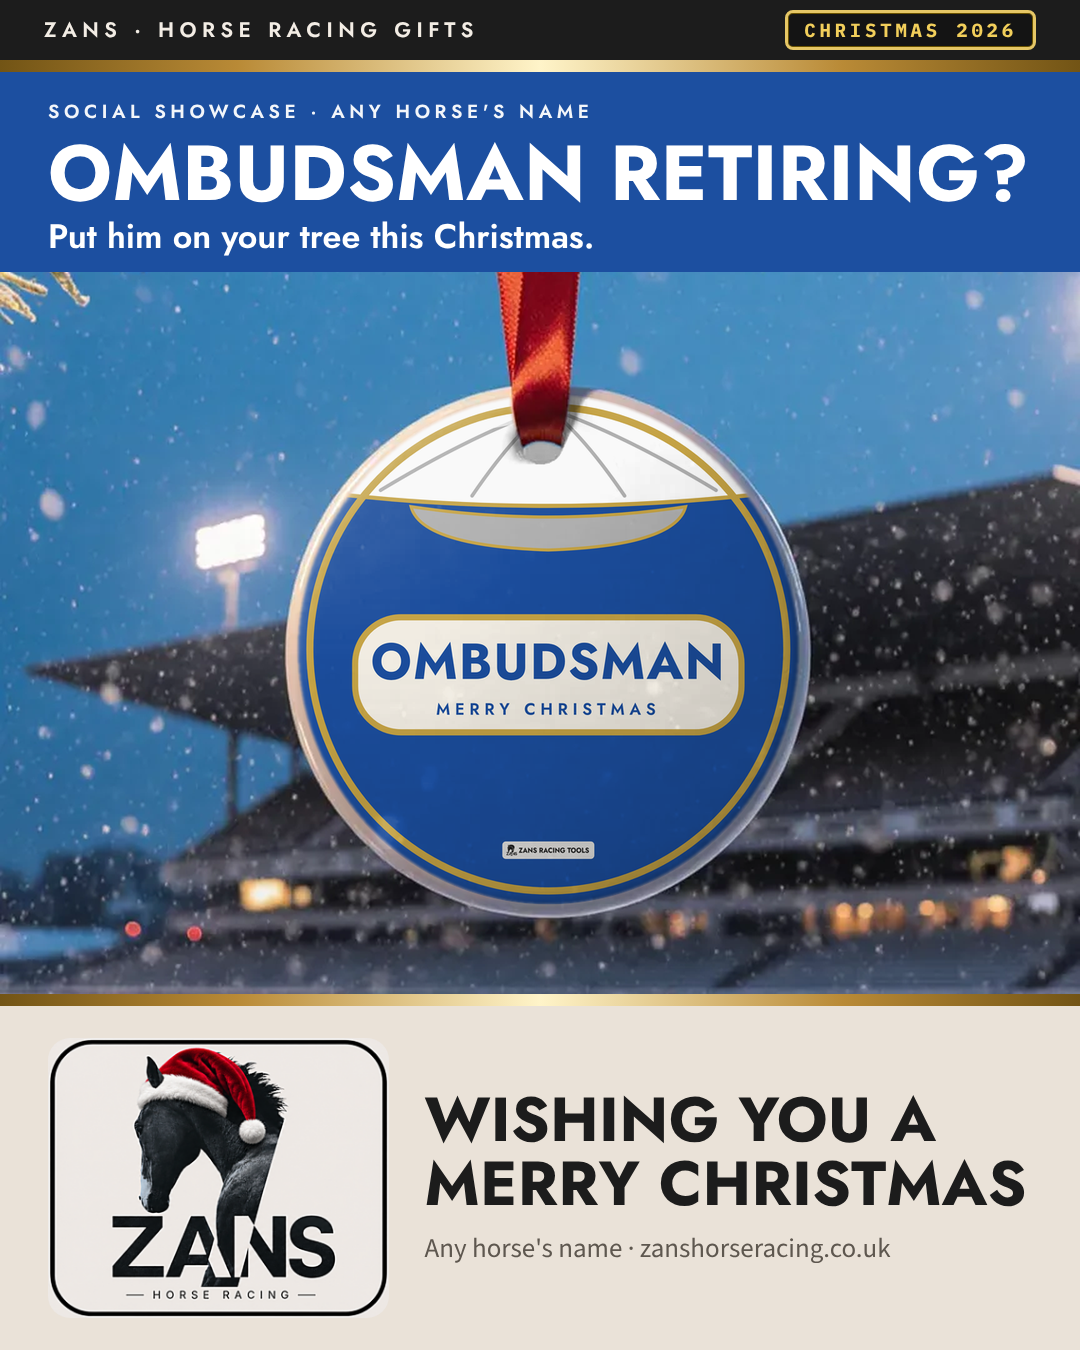 ZANS · HORSE RACING GIFTS
CHRISTMAS 2026
SOCIAL SHOWCASE · ANY HORSE'S NAME
OMBUDSMAN RETIRING?
Put him on your tree this Christmas.
OMBUDSMAN
MERRY CHRISTMAS
ZANS RACING TOOLS
ZANS
HORSE RACING
WISHING YOU A
MERRY CHRISTMAS
Any horse's name · zanshorseracing.co.uk